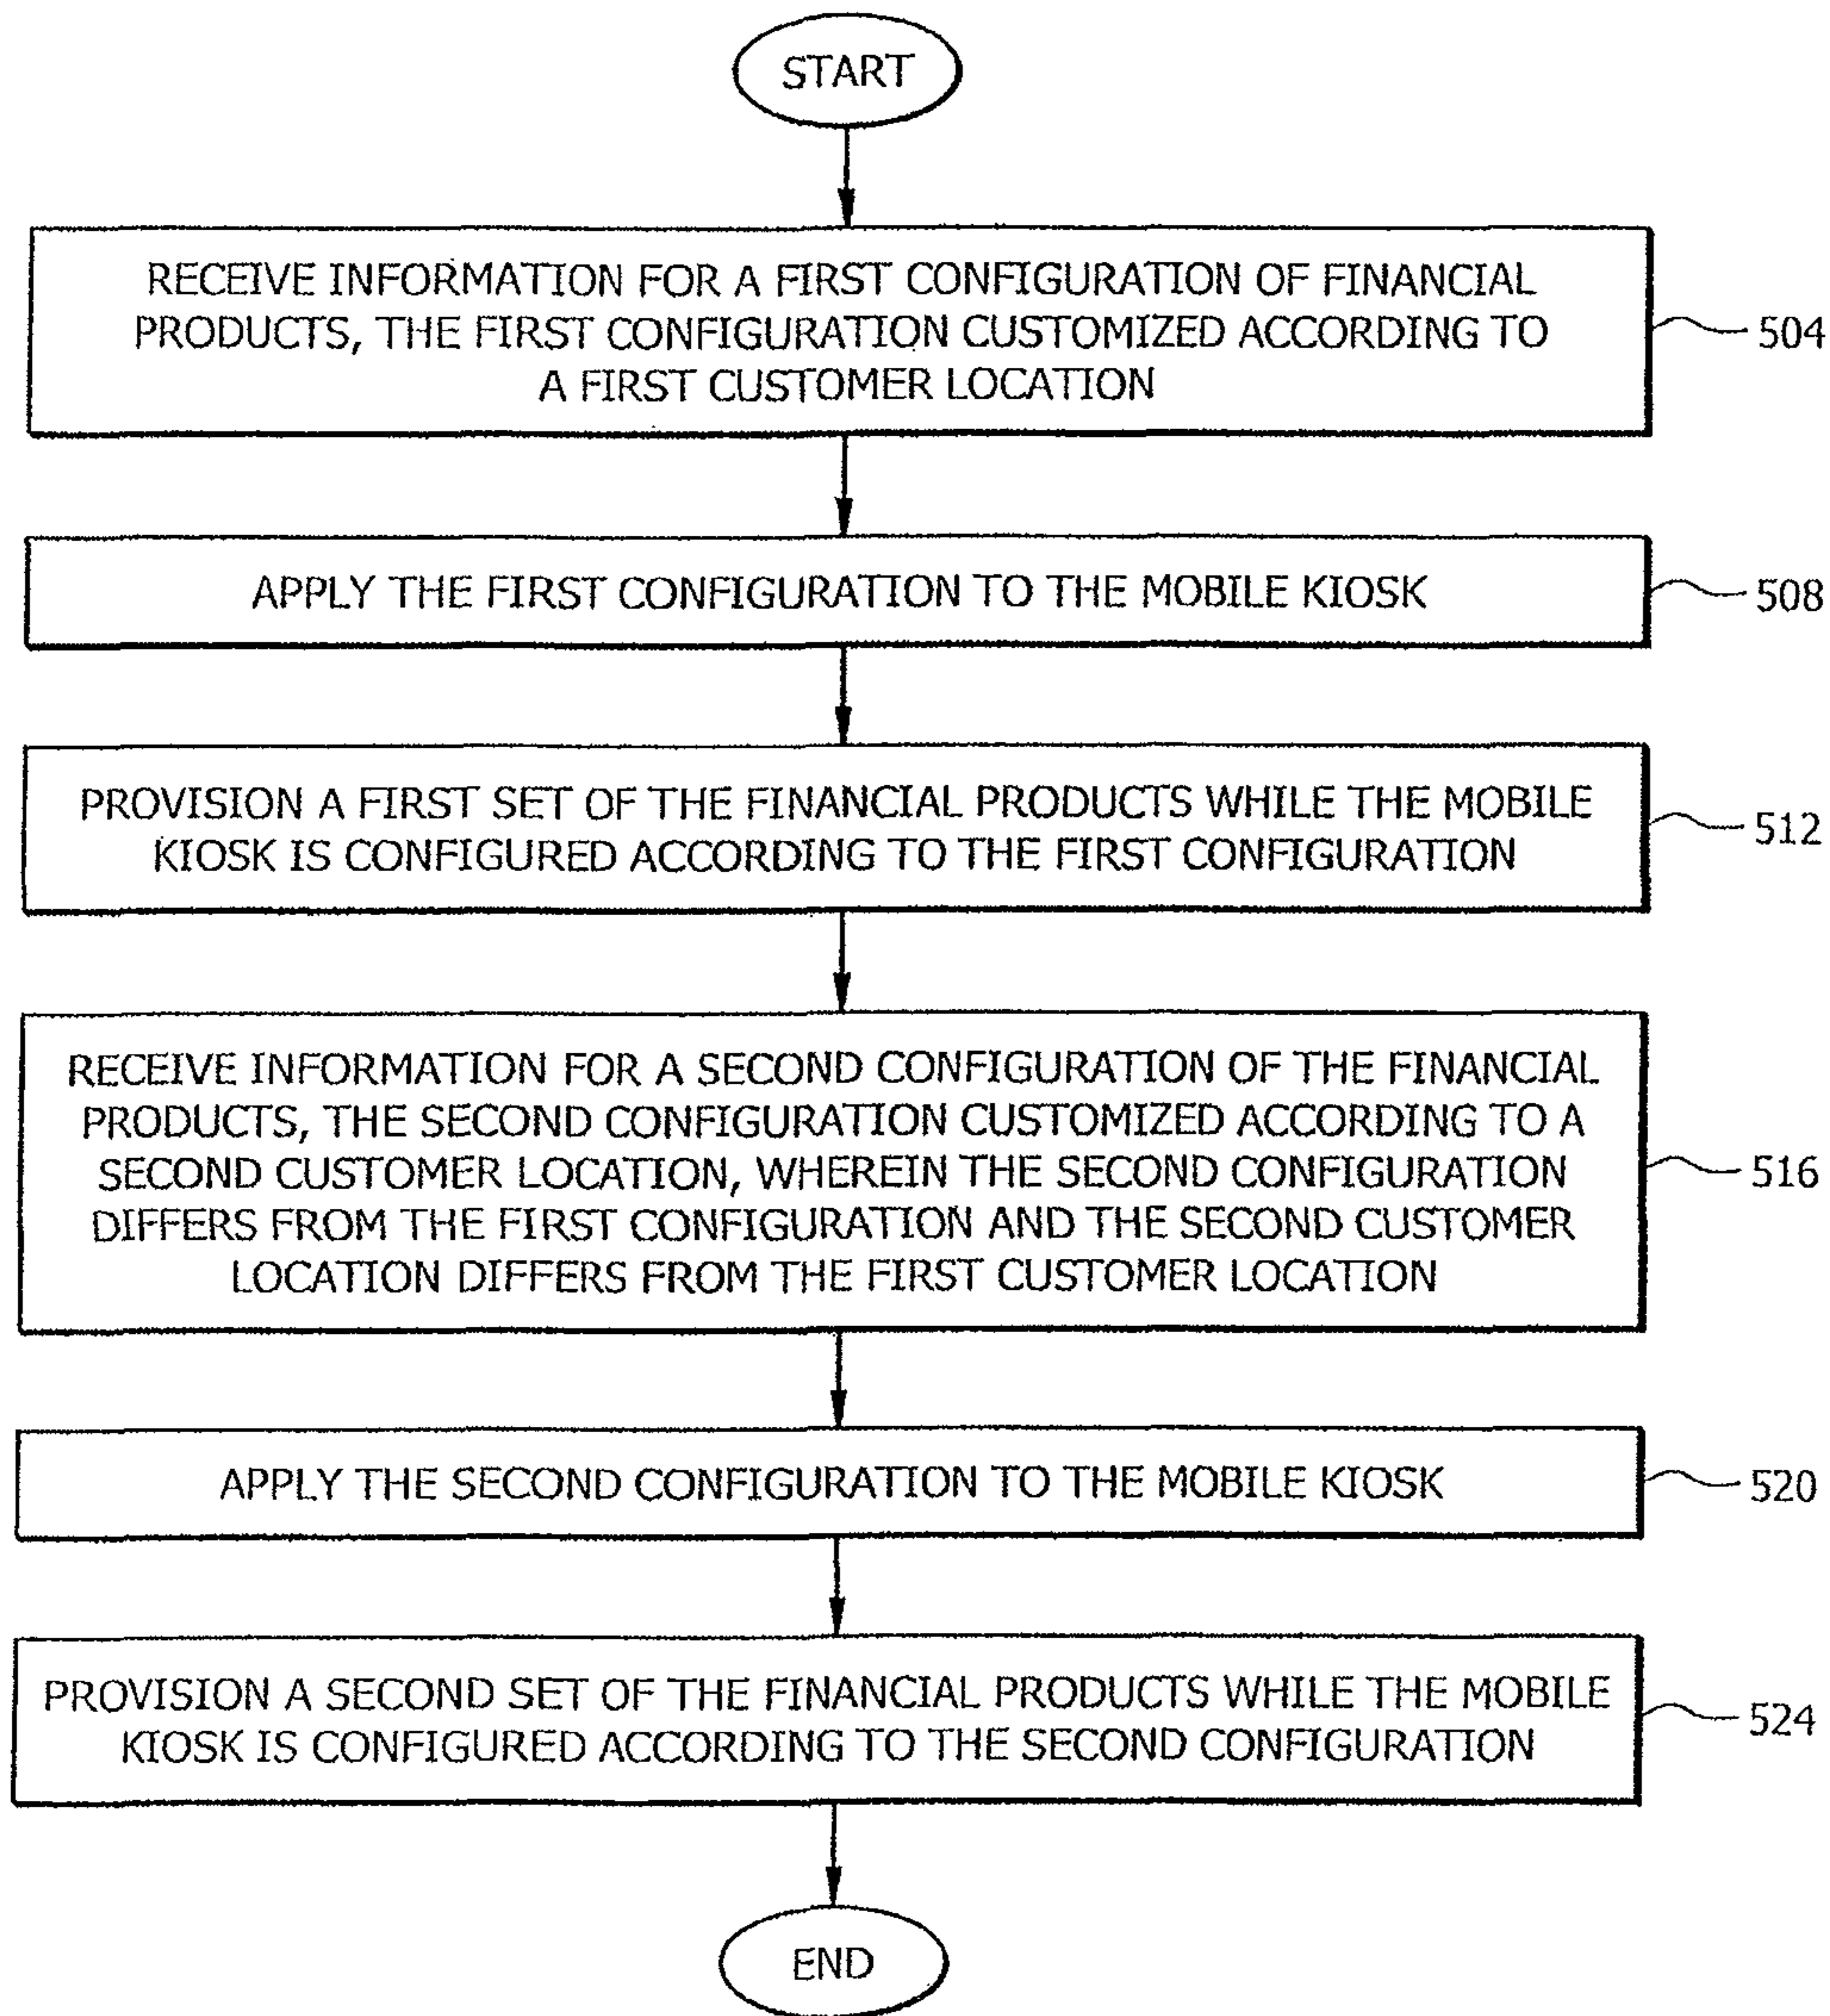 START
RECEIVE INFORMATION FOR A FIRST CONFIGURATION OF FINANCIAL
PRODUCTS, THE FIRST CONFIGURATION CUSTOMIZED ACCORDING TO
A FIRST CUSTOMER LOCATION
504
APPLY THE FIRST CONFIGURATION TO THE MOBILE KIOSK
508
PROVISION A FIRST SET OF THE FINANCIAL PRODUCTS WHILE THE MOBILE
KIOSK IS CONFIGURED ACCORDING TO THE FIRST CONFIGURATION
512
RECEIVE INFORMATION FOR A SECOND CONFIGURATION OF THE FINANCIAL
PRODUCTS, THE SECOND CONFIGURATION CUSTOMIZED ACCORDING TO A
SECOND CUSTOMER LOCATION, WHEREIN THE SECOND CONFIGURATION
DIFFERS FROM THE FIRST CONFIGURATION AND THE SECOND CUSTOMER
LOCATION DIFFERS FROM THE FIRST CUSTOMER LOCATION
516
APPLY THE SECOND CONFIGURATION TO THE MOBILE KIOSK
520
PROVISION A SECOND SET OF THE FINANCIAL PRODUCTS WHILE THE MOBILE
KIOSK IS CONFIGURED ACCORDING TO THE SECOND CONFIGURATION
524
END